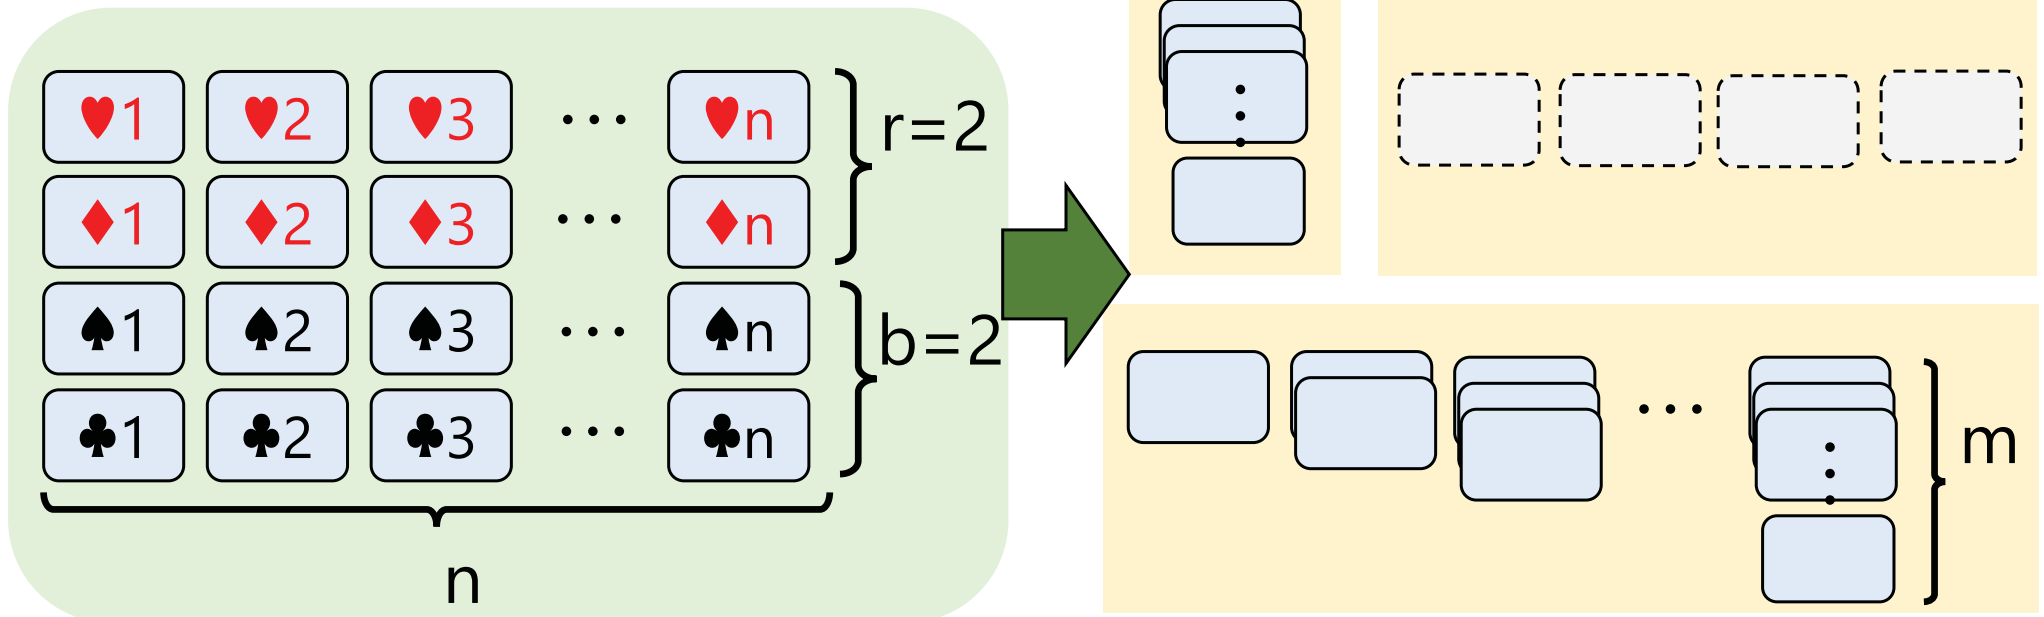 ♥1 ♥2 ♥3 ··· ♥n
r=2
♦1 ♦2 ♦3 ··· ♦n
♠1 ♠2 ♠3 ··· ♠n
b=2
♣1 ♣2 ♣3 ··· ♣n
n
···
m